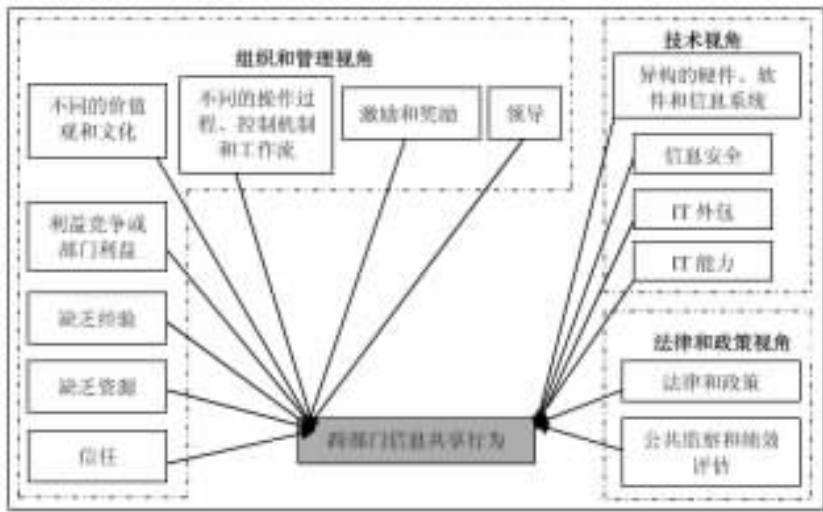 组织和管理视角
不同的价值
观和文化
不同的操作过
程、控制机制
和工作流
激励和奖励
领导
利益竞争或
部门利益
缺乏经验
缺乏资源
信任
跨部门信息共享行为
技术视角
异构的硬件、软
件和信息系统
信息安全
IT 外包
IT 能力
法律和政策视角
法律和政策
公共监察和绩效
评估